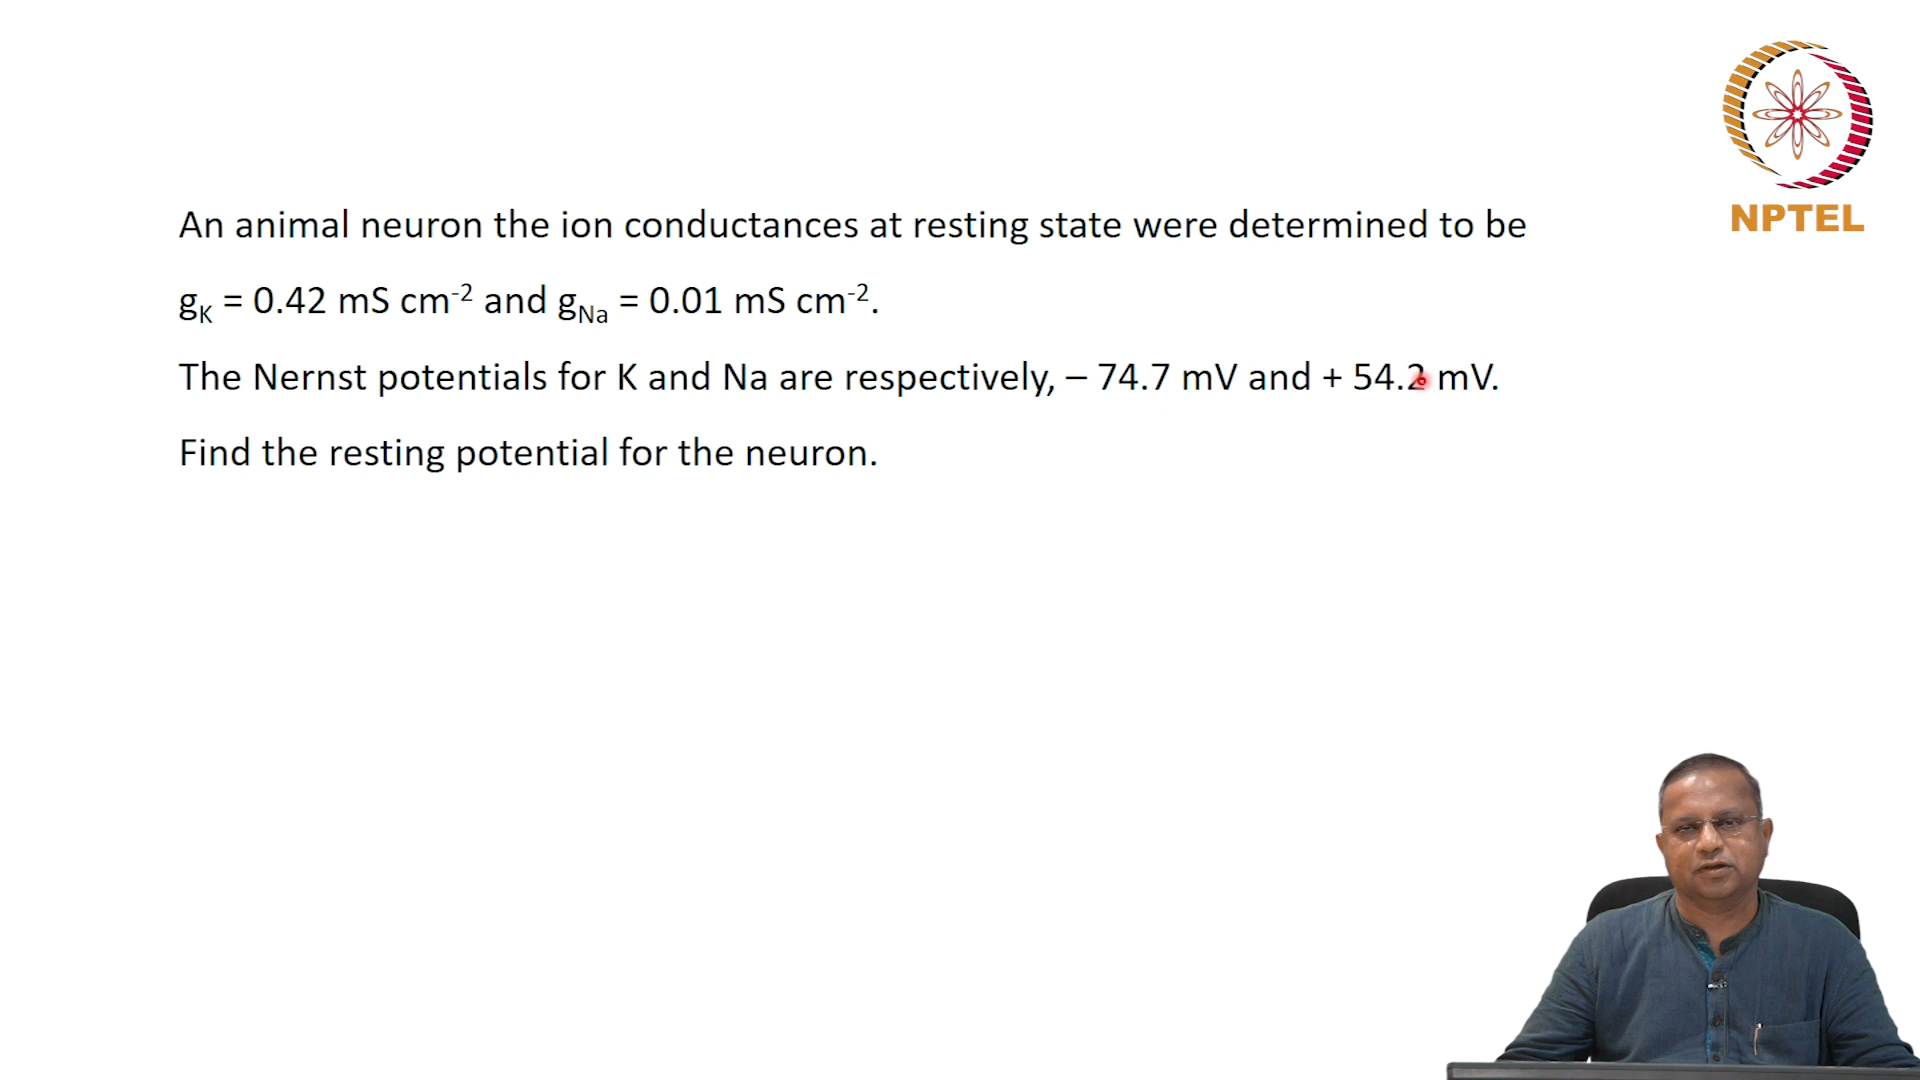 NPTEL
An animal neuron the ion conductances at resting state were determined to be
gK = 0.42 mS cm-2 and gNa = 0.01 mS cm-2.
The Nernst potentials for K and Na are respectively, – 74.7 mV and + 54.2 mV.
Find the resting potential for the neuron.